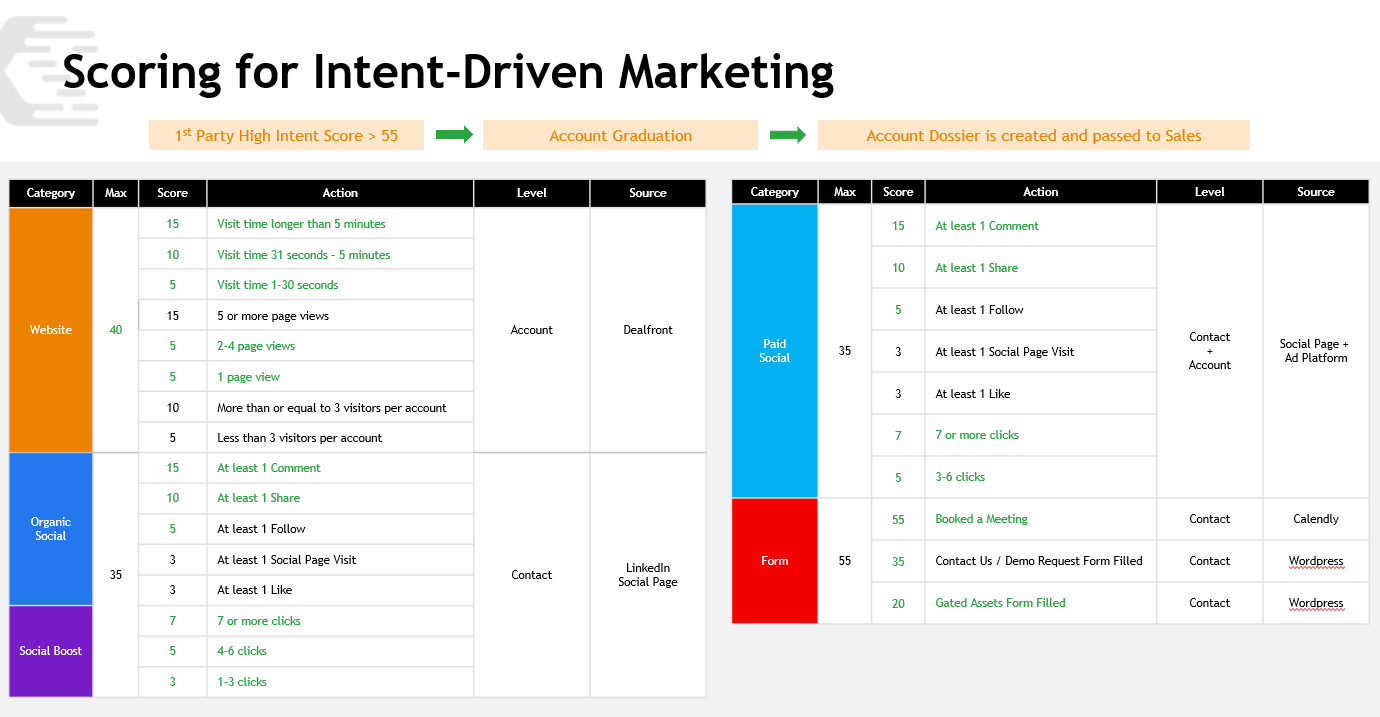 Scoring for Intent-Driven Marketing
1st Party High Intent Score > 55
Account Graduation
Account Dossier is created and passed to Sales
Category Max Score Action Level Source
Website
40
15 Visit time longer than 5 minutes
10 Visit time 31 seconds - 5 minutes
5 Visit time 1-30 seconds
15 5 or more page views
5 2-4 page views
5 1 page view
10 More than or equal to 3 visitors per account
5 Less than 3 visitors per account
Account
Dealfront
Organic
Social
Social Boost
35
15 At least 1 Comment
10 At least 1 Share
5 At least 1 Follow
3 At least 1 Social Page Visit
3 At least 1 Like
7 7 or more clicks
5 4-6 clicks
3 1-3 clicks
Contact
LinkedIn
Social Page
Category Max Score Action Level Source
Paid
Social
35
15 At least 1 Comment
10 At least 1 Share
5 At least 1 Follow
3 At least 1 Social Page Visit
3 At least 1 Like
7 7 or more clicks
5 3-6 clicks
Contact
+
Account
Social Page +
Ad Platform
Form
55
55 Booked a Meeting Contact Calendly
35 Contact Us / Demo Request Form Filled Contact Wordpress
20 Gated Assets Form Filled Contact Wordpress